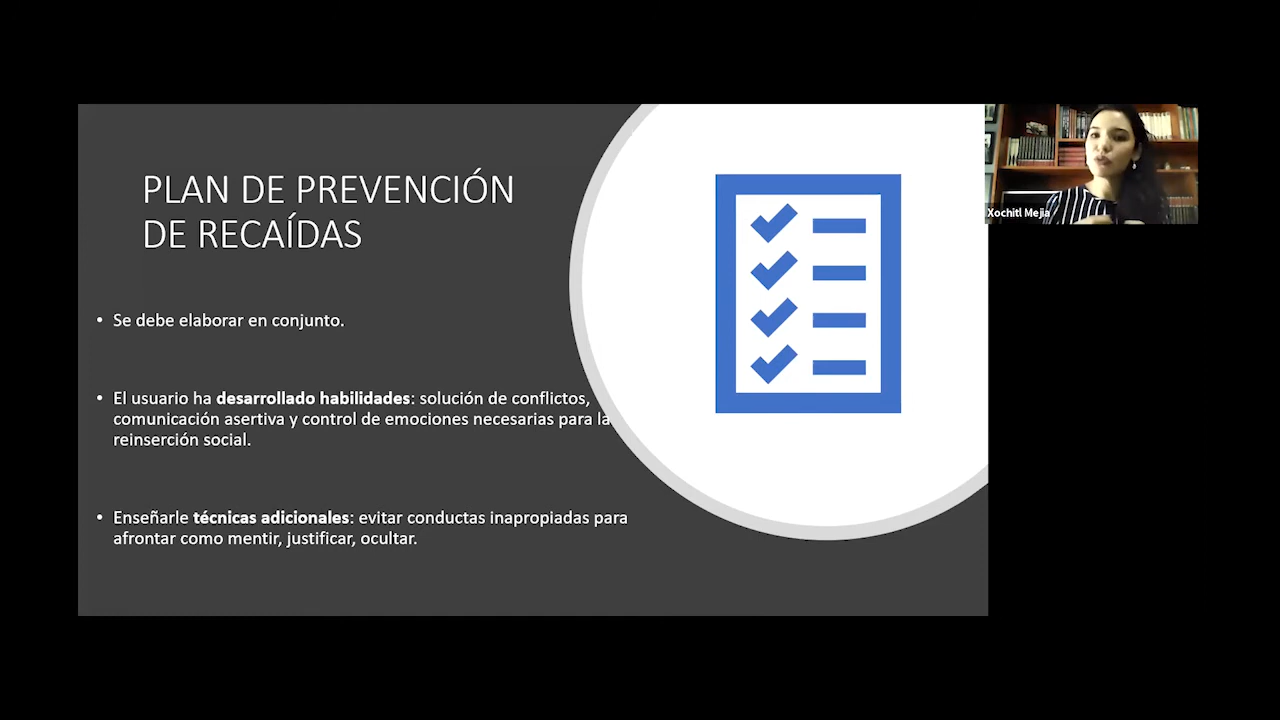 PLAN DE PREVENCIÓN
DE RECAÍDAS
• Se debe elaborar en conjunto.
• El usuario ha desarrollado habilidades: solución de conflictos,
comunicación asertiva y control de emociones necesarias para la
reinserción social.
• Enseñarle técnicas adicionales: evitar conductas inapropiadas para
afrontar como mentir, justificar, ocultar.
Xochitl Mejia